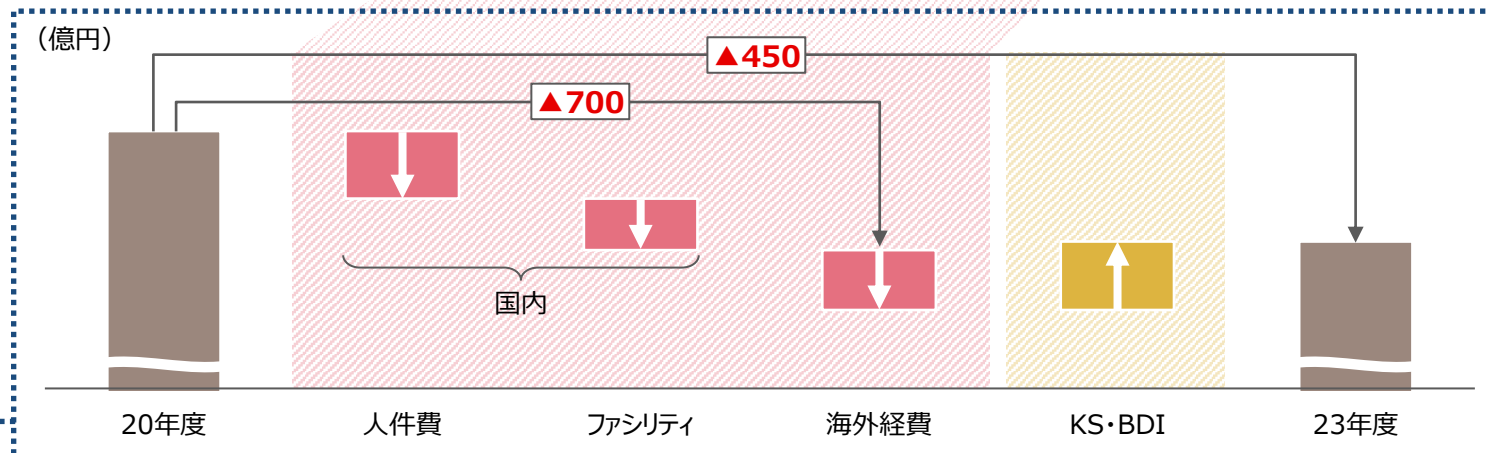 （億円）
▲450
▲700
国内
20年度
人件費
ファシリティ
海外経費
KS・BDI
23年度